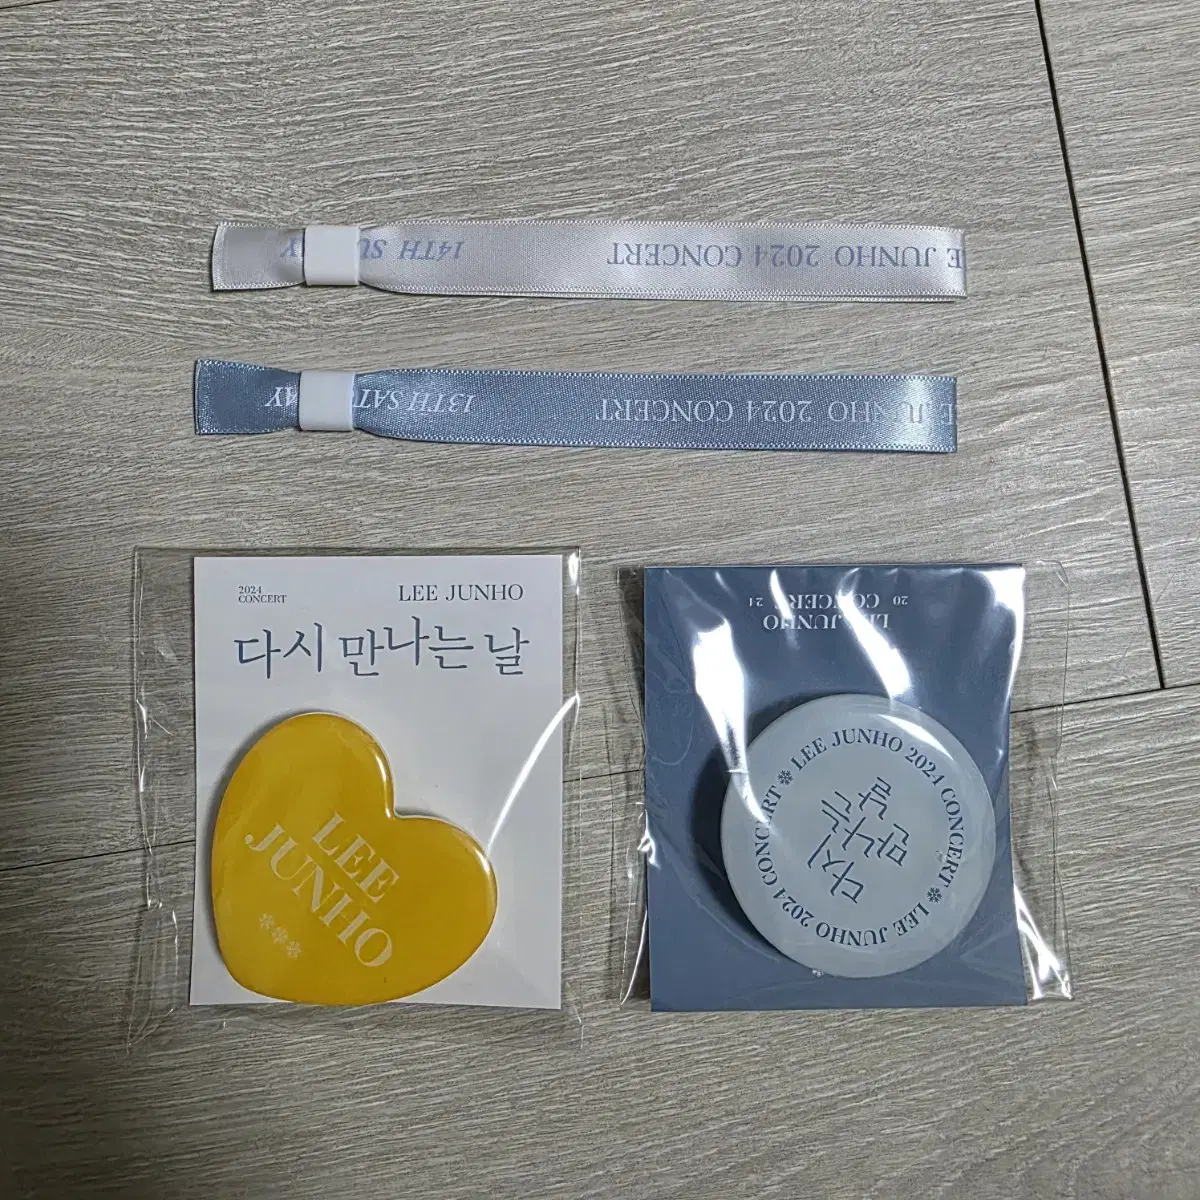 LEE JUNHO 2024 CONCERT
14TH
LEE JUNHO 2024 CONCERT
13TH
2024
CONCERT
LEE JUNHO
다시 만나는 날
LEE
JUNHO
LEE JUNHO
20 CONCERT 24
LEE JUNHO 2024 CONCERT
LEE JUNHO 2024 CONCERT
다시
만나는
날